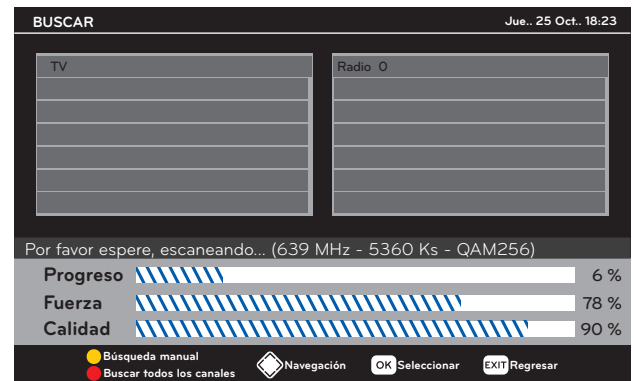 BUSCAR Jue.. 25 Oct.. 18:23
TV Radio 0
Por favor espere, escaneando... (639 MHz - 5360 Ks - QAM256)
Progreso 6 %
Fuerza 78 %
Calidad 90 %
Búsqueda manual
Buscar todos los canales
Navegación OK Seleccionar EXIT Regresar